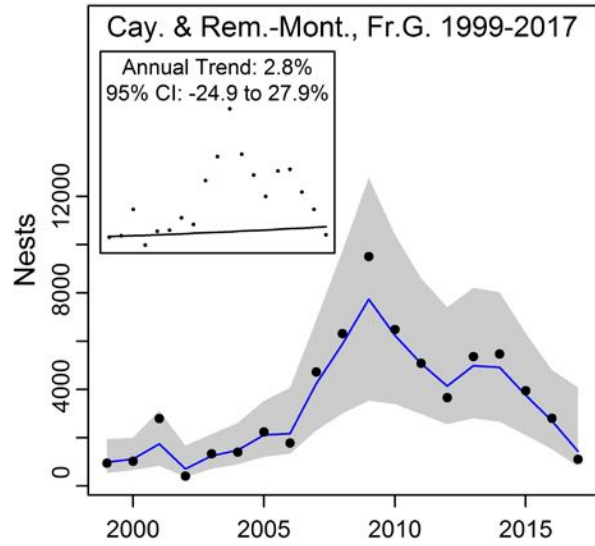 Cay. & Rem.-Mont., Fr.G. 1999-2017
Annual Trend: 2.8%
95% CI: -24.9 to 27.9%
Nests
12000
8000
4000
0
2000 2005 2010 2015